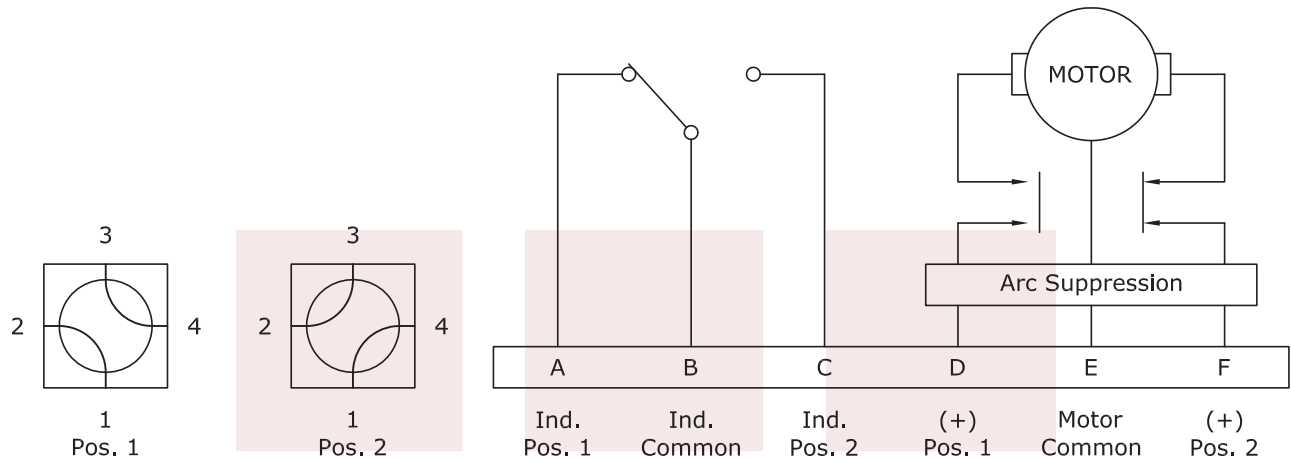 MOTOR
3
3
Arc Suppression
2
4
2
4
A B C D E F
1
1
Pos. 1
Pos. 2
Ind. Pos. 1
Ind. Common
Ind. Pos. 2
(+) Pos. 1
Motor Common
(+) Pos. 2